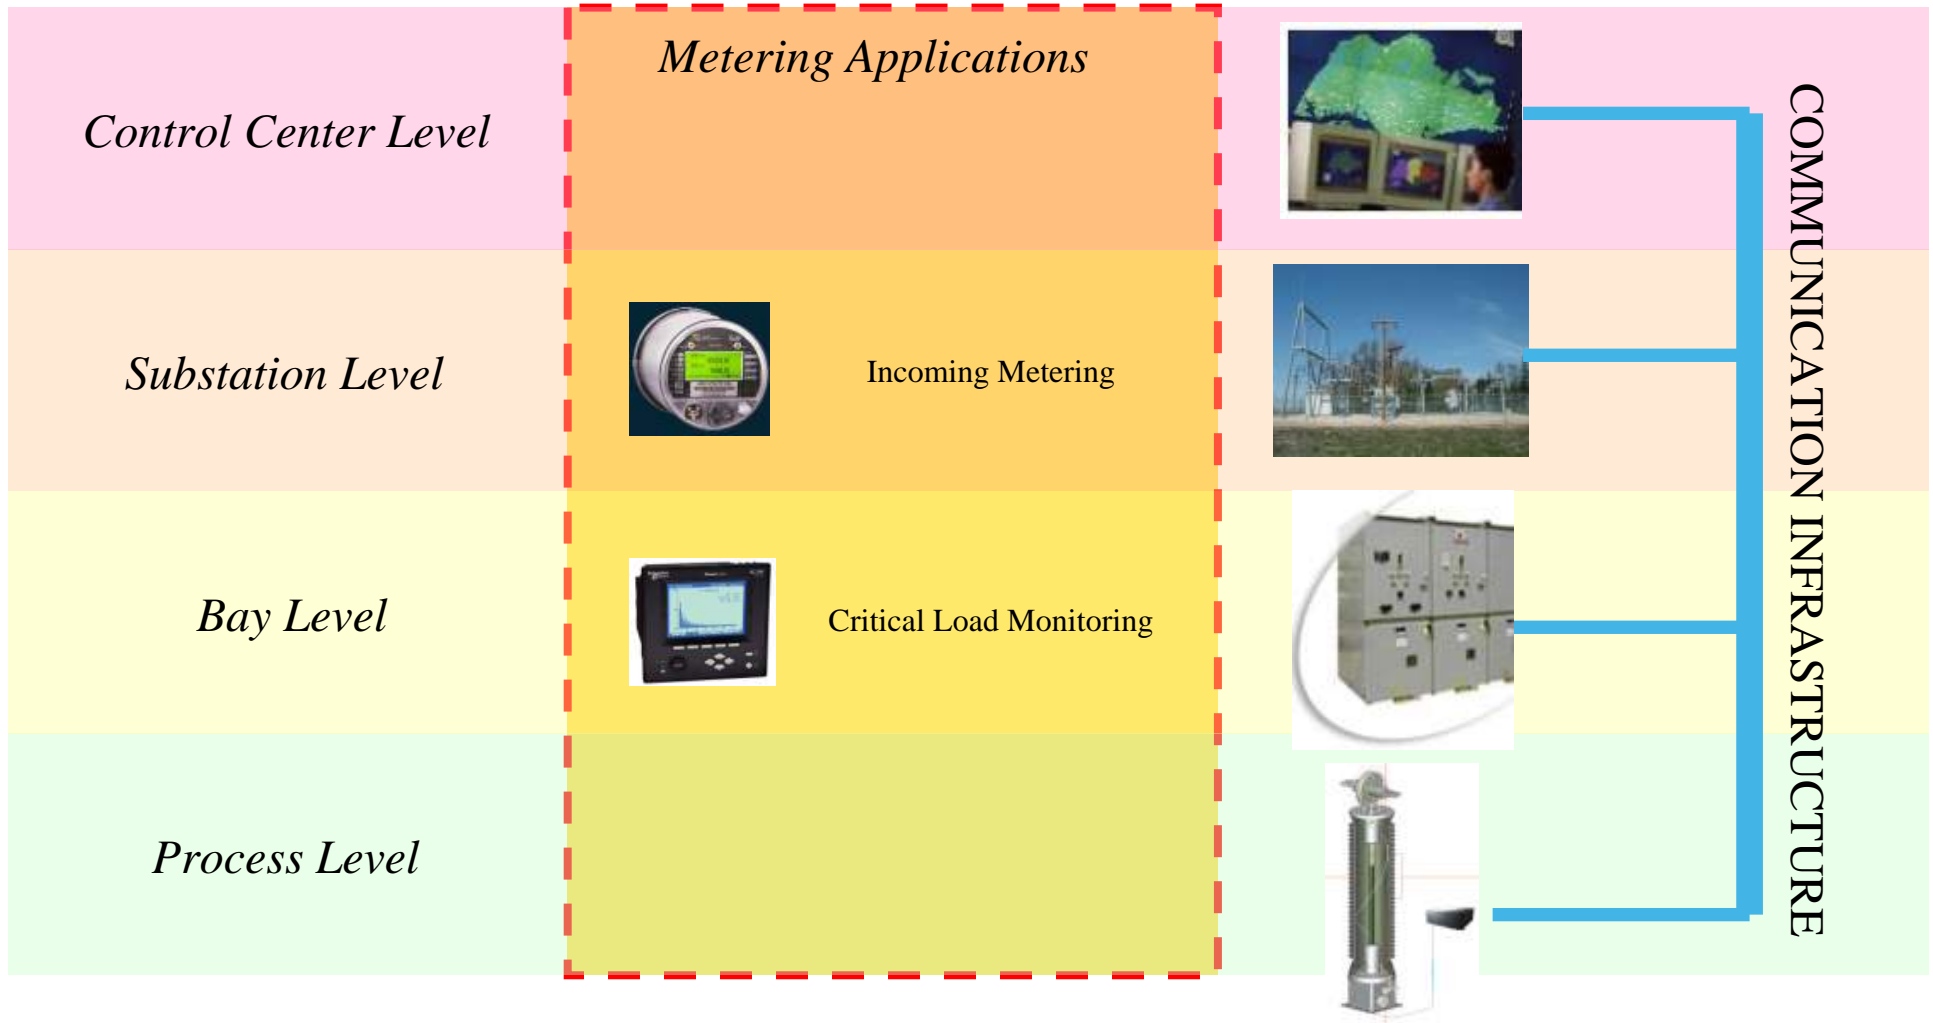 Metering Applications
Control Center Level
Substation Level
Incoming Metering
Bay Level
Critical Load Monitoring
Process Level
COMMUNICATION INFRASTRUCTURE